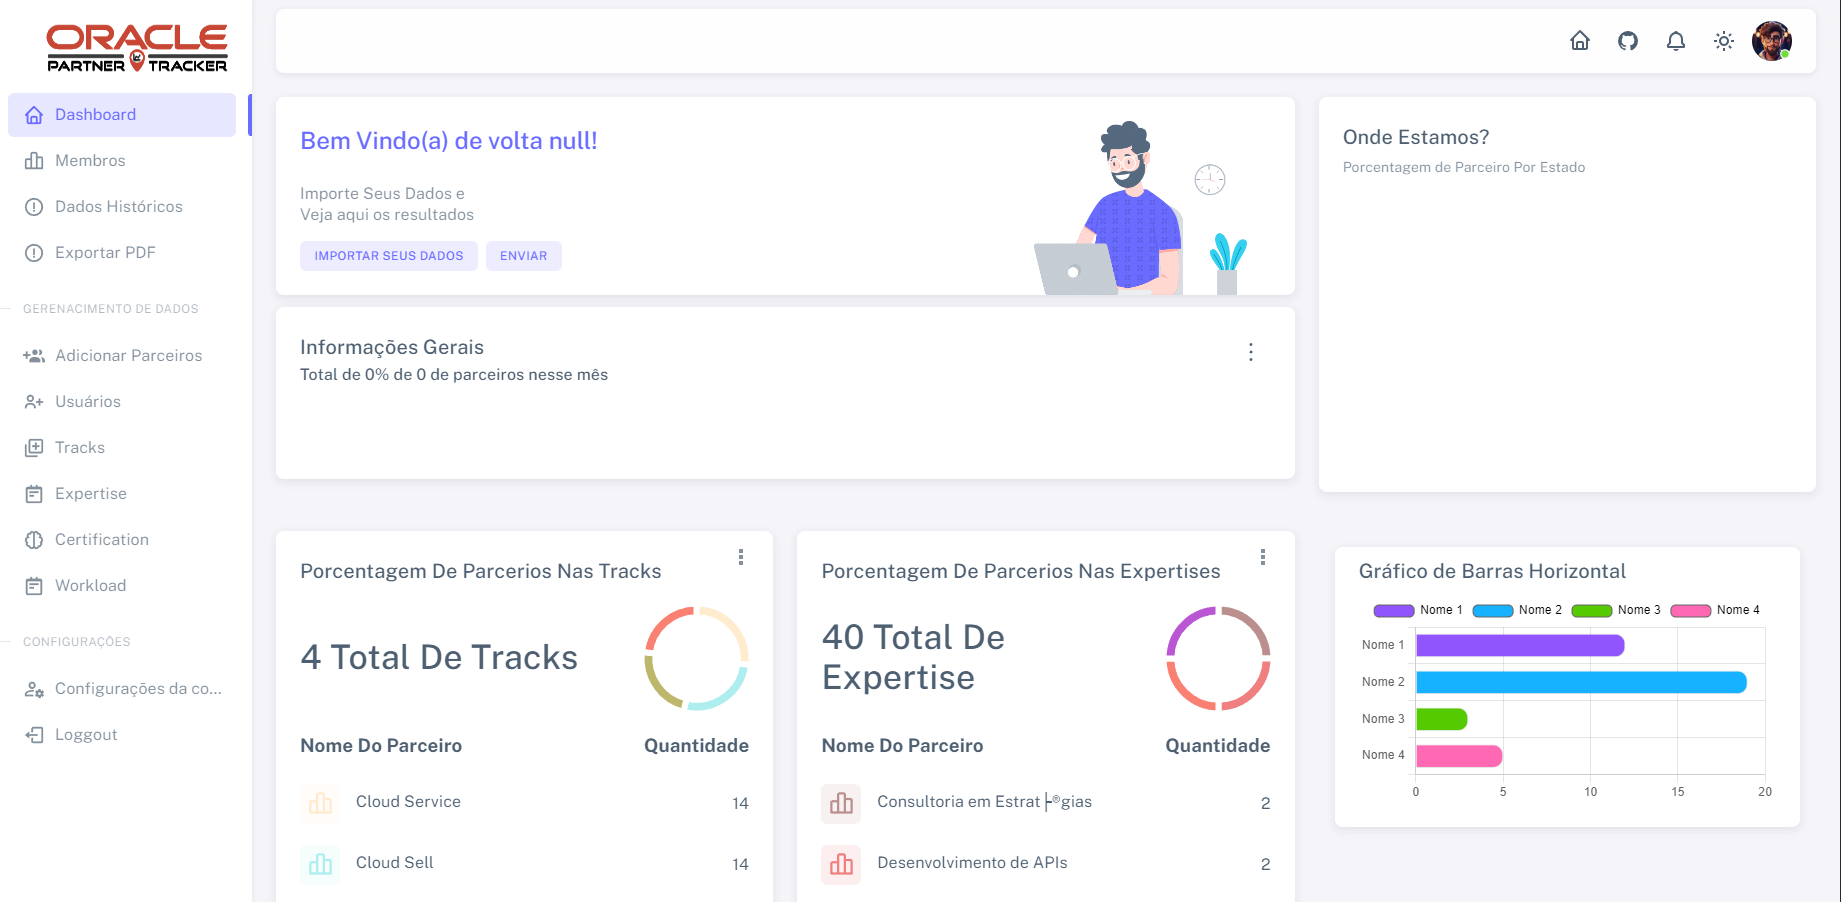 ORACLE
PARTNER TRACKER
Dashboard
Membros
Dados Históricos
Exportar PDF
GERENACIMENTO DE DADOS
Adicionar Parceiros
Usuários
Tracks
Expertise
Certification
Workload
CONFIGURAÇÕES
Configurações da co...
Loggout
Bem Vindo(a) de volta null!
Importe Seus Dados e
Veja aqui os resultados
IMPORTAR SEUS DADOS
ENVIAR
Onde Estamos?
Porcentagem de Parceiro Por Estado
Informações Gerais
Total de 0% de 0 de parceiros nesse mês
Porcentagem De Parcerios Nas Tracks
4 Total De Tracks
Nome Do Parceiro Quantidade
Cloud Service 14
Cloud Sell 14
Porcentagem De Parcerios Nas Expertises
40 Total De
Expertise
Nome Do Parceiro Quantidade
Consultoria em Estrat├®gias 2
Desenvolvimento de APIs 2
Gráfico de Barras Horizontal
Nome 1 Nome 2 Nome 3 Nome 4
Nome 1
Nome 2
Nome 3
Nome 4
0 5 10 15 20